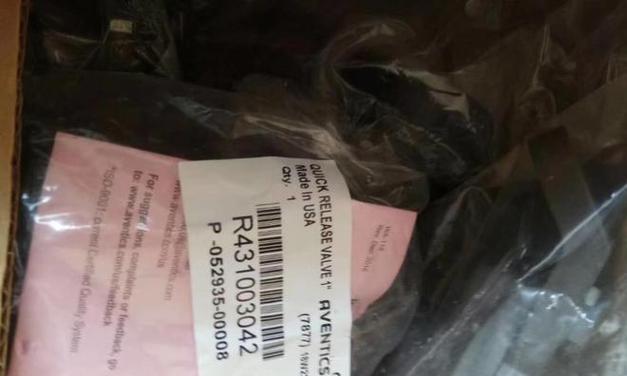 QUICK RELEASE VALVE 1"
Made In USA
Qty. 1
AVENTICS
(7877)
R431003042
P -052935-00008
For suggestions, complaints or feedback, go
to: www.aventics.com/us/feedback
*ISO-9001: Certified Quality System